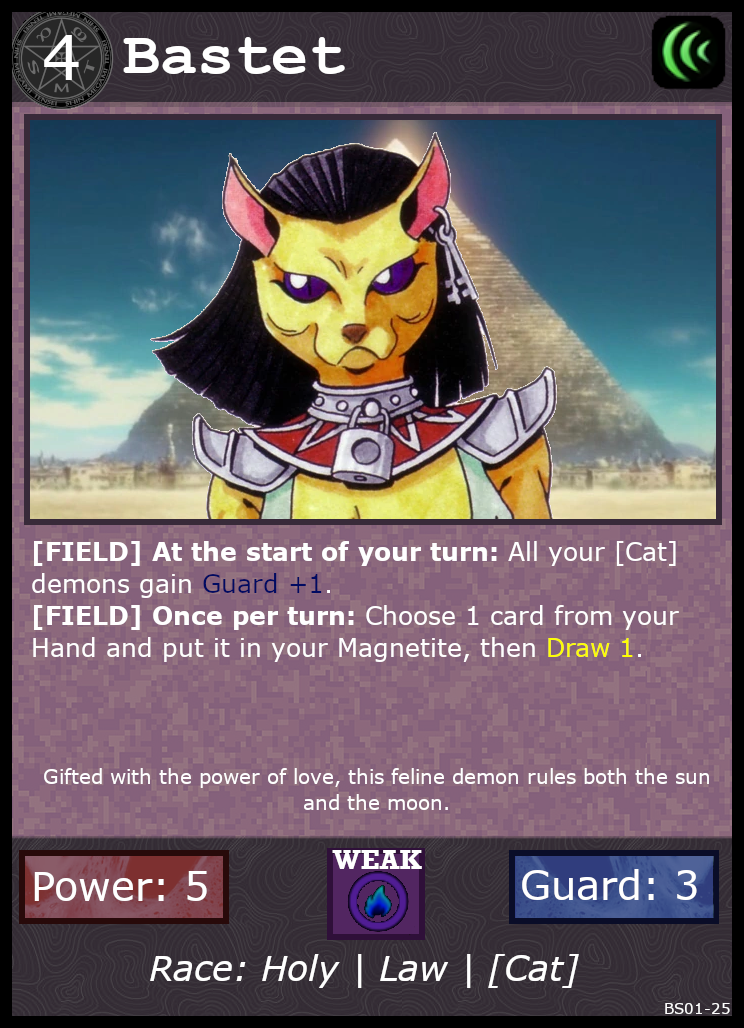 4 Bastet
[FIELD] At the start of your turn: All your [Cat]
demons gain Guard +1.
[FIELD] Once per turn: Choose 1 card from your
Hand and put it in your Magnetite, then Draw 1.
Gifted with the power of love, this feline demon rules both the sun
and the moon.
WEAK
Power: 5
Guard: 3
Race: Holy | Law | [Cat]
BS01-25